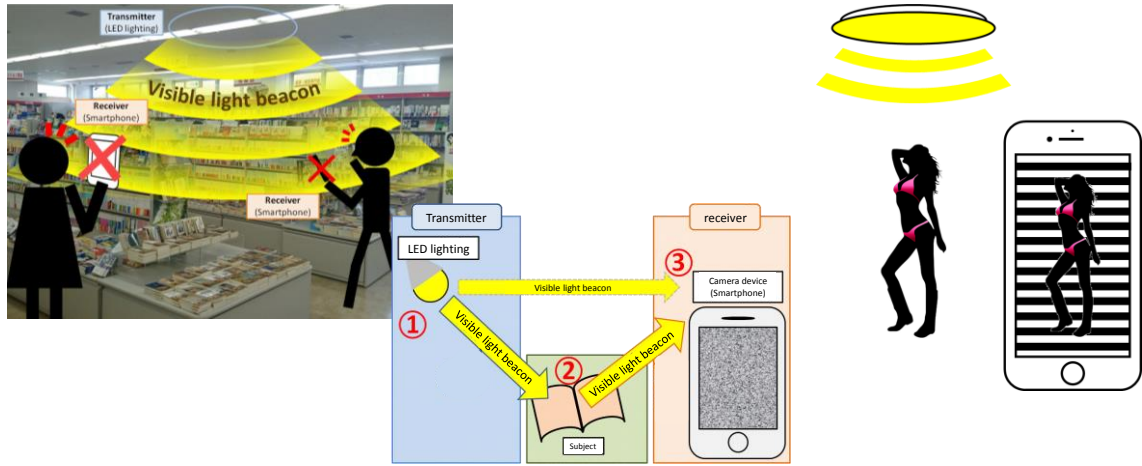 Transmitter
(LED lighting)
Visible light beacon
Receiver
(Smartphone)
Receiver
(Smartphone)
Transmitter
receiver
LED lighting
③
Camera device
(Smartphone)
Visible light beacon
①
Visible light beacon
②
Visible light beacon
Subject